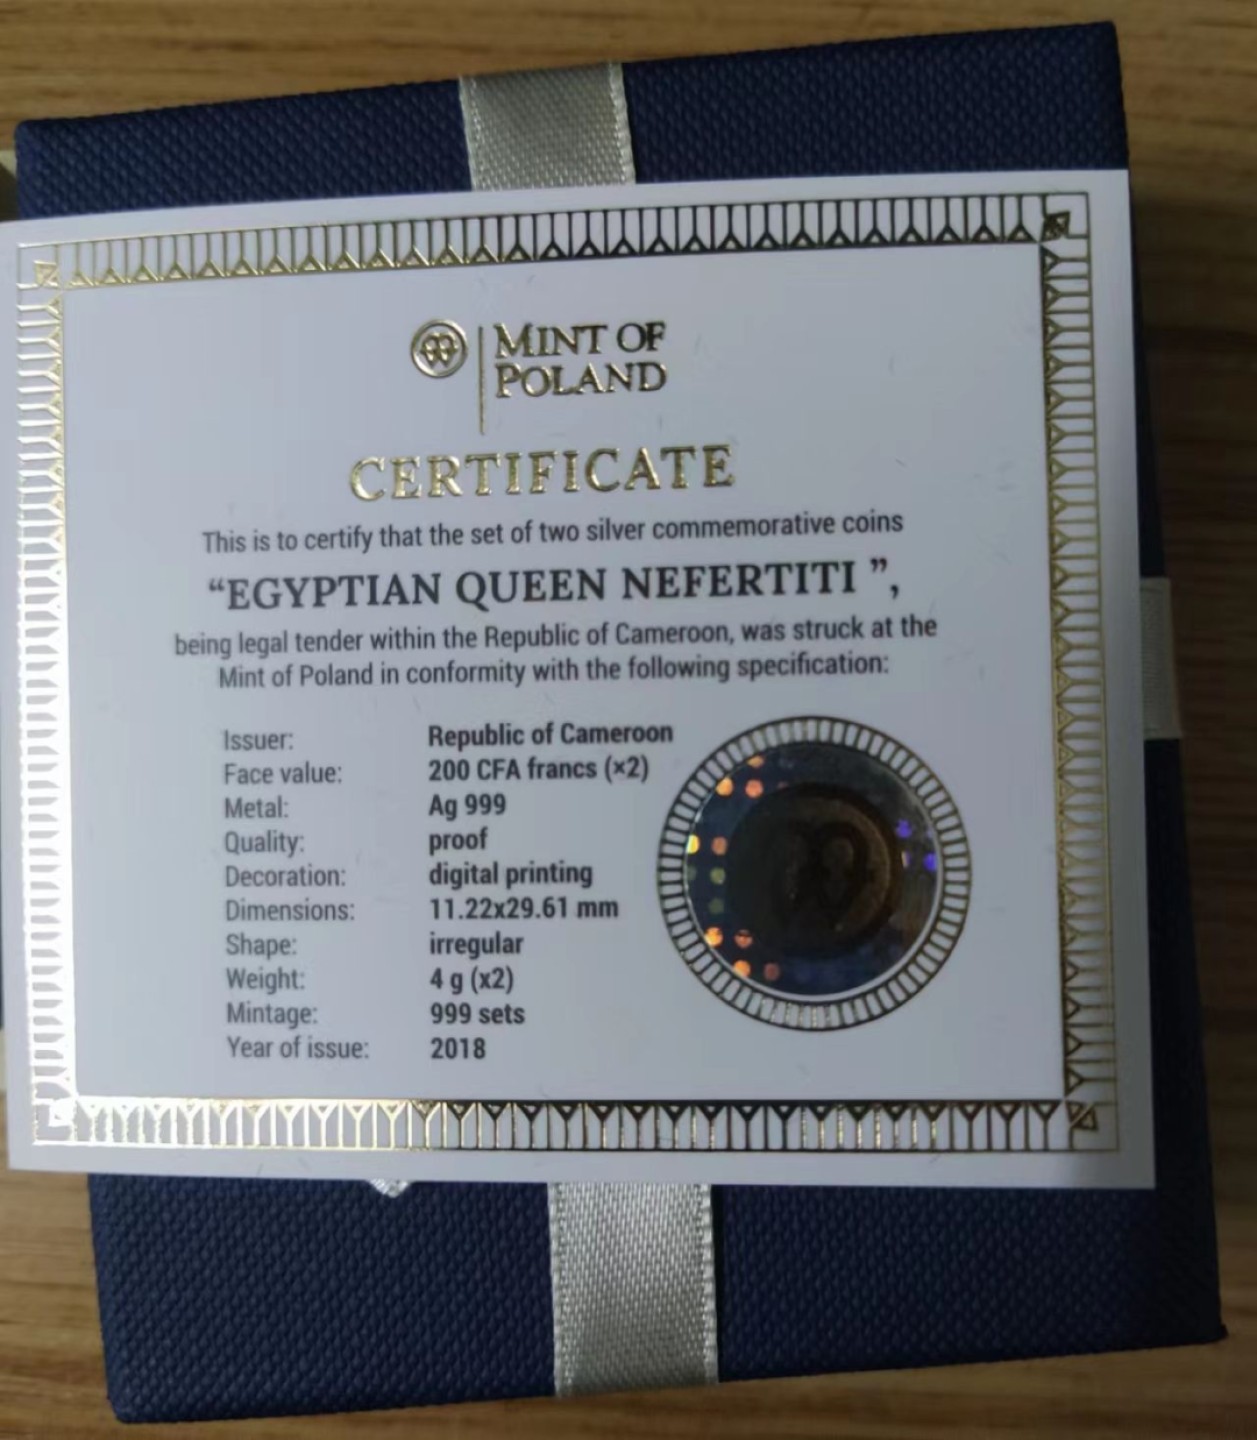 MINT OF
POLAND
CERTIFICATE
This is to certify that the set of two silver commemorative coins
“EGYPTIAN QUEEN NEFERTITI ”,
being legal tender within the Republic of Cameroon, was struck at the
Mint of Poland in conformity with the following specification:
Issuer: Republic of Cameroon
Face value: 200 CFA francs (×2)
Metal: Ag 999
Quality: proof
Decoration: digital printing
Dimensions: 11.22x29.61 mm
Shape: irregular
Weight: 4 g (x2)
Mintage: 999 sets
Year of issue: 2018